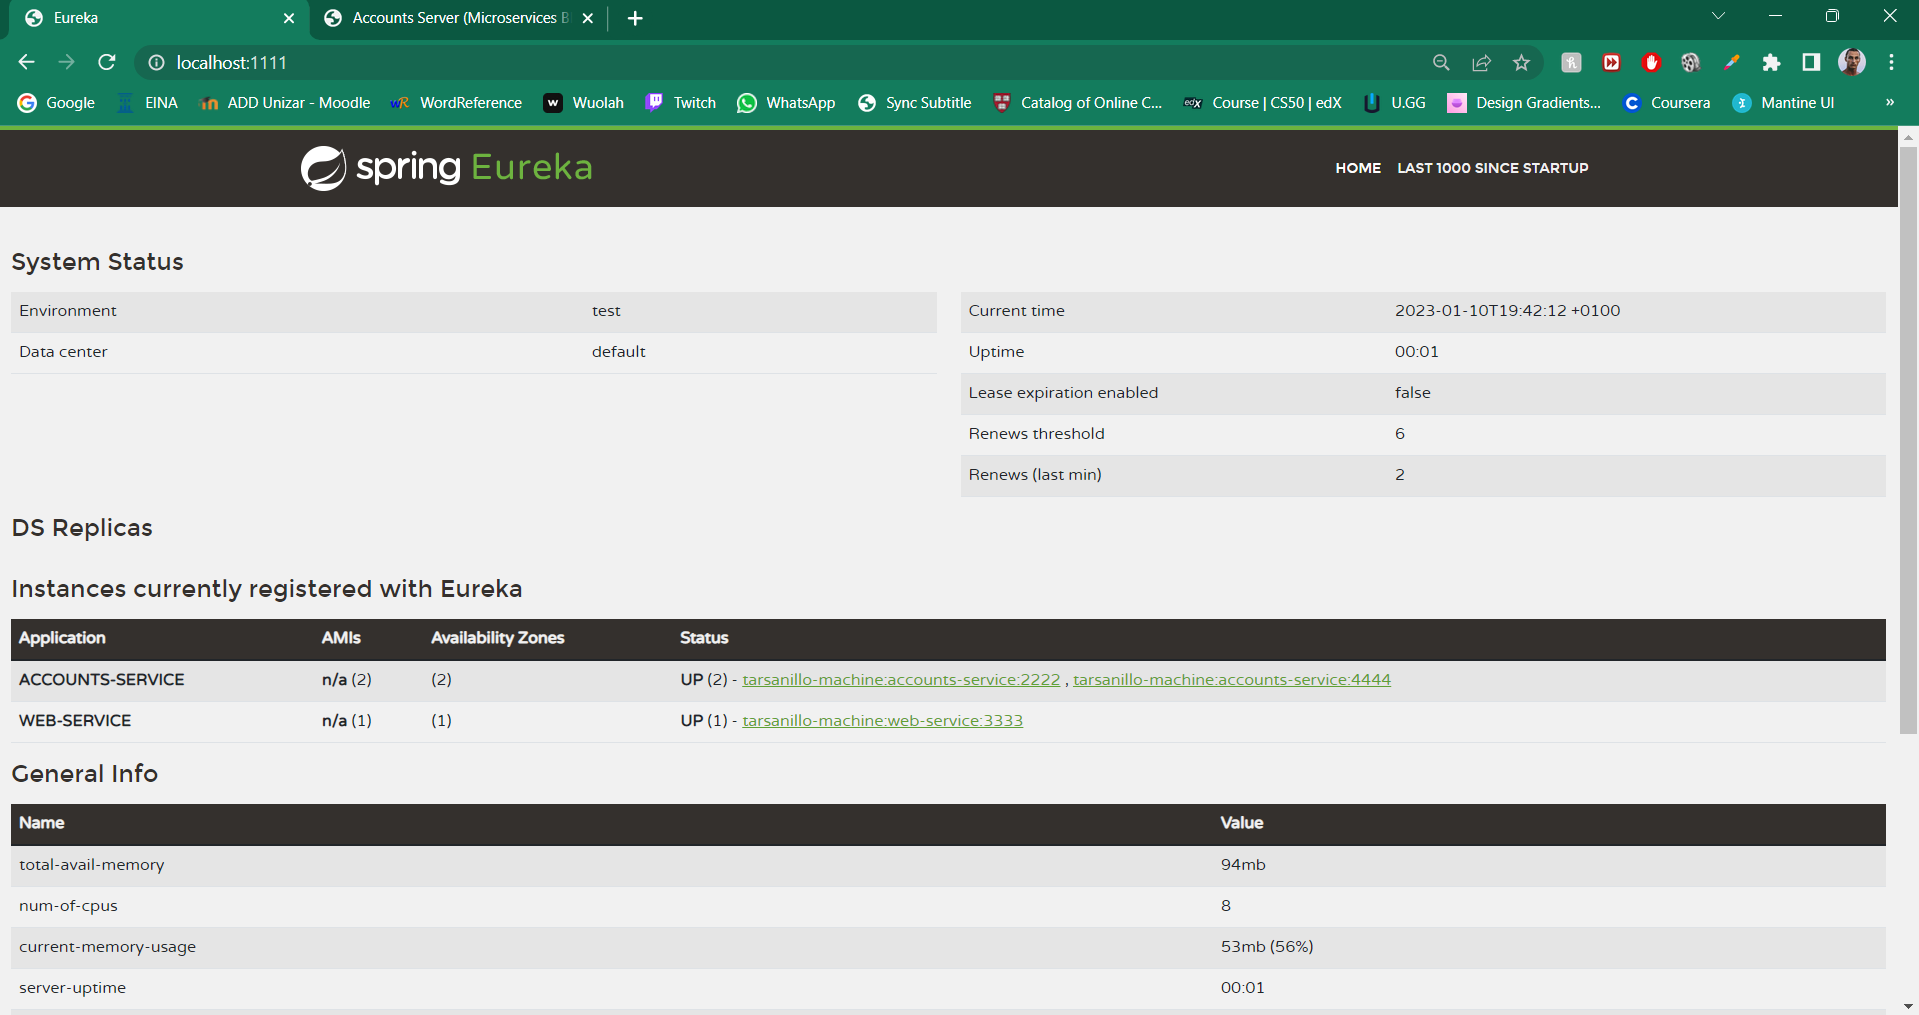 Eureka
Accounts Server (Microservices B
localhost:1111
Google EINA ADD Unizar - Moodle WordReference Wuolah Twitch WhatsApp Sync Subtitle Catalog of Online C... Course | CS50 | edX U.GG Design Gradients... Coursera Mantine UI »
spring Eureka
HOME LAST 1000 SINCE STARTUP
System Status
Environment test
Data center default
Current time 2023-01-10T19:42:12 +0100
Uptime 00:01
Lease expiration enabled false
Renews threshold 6
Renews (last min) 2
DS Replicas
Instances currently registered with Eureka
Application AMIs Availability Zones Status
ACCOUNTS-SERVICE n/a (2) (2) UP (2) - tarsanillo-machine:accounts-service:2222 , tarsanillo-machine:accounts-service:4444
WEB-SERVICE n/a (1) (1) UP (1) - tarsanillo-machine:web-service:3333
General Info
Name Value
total-avail-memory 94mb
num-of-cpus 8
current-memory-usage 53mb (56%)
server-uptime 00:01